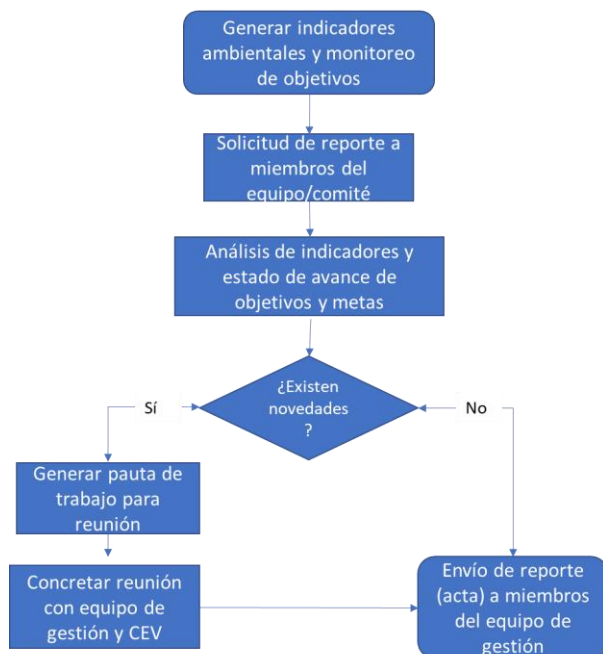 Generar indicadores
ambientales y monitoreo
de objetivos
Solicitud de reporte a
miembros del
equipo/comité
Análisis de indicadores y
estado de avance de
objetivos y metas
¿Existen
novedades
?
Sí
No
Generar pauta de
trabajo para
reunión
Concretar reunión
con equipo de
gestión y CEV
Envío de reporte
(acta) a miembros
del equipo de
gestión